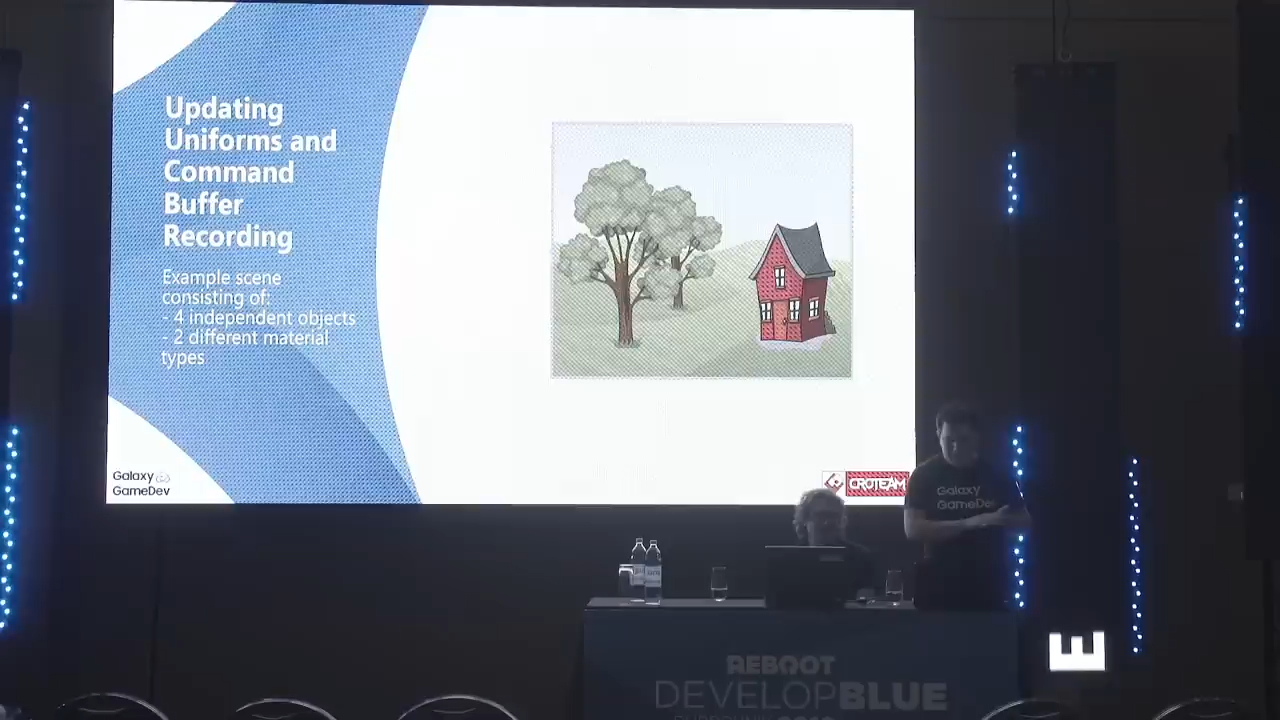 Updating
Uniforms and
Command
Buffer
Recording
Example scene
consisting of:
- 4 independent objects
- 2 different material
types
Galaxy
GameDev
CROTEAM
Galaxy
GameDev
REBOOT
DEVELOPBLUE